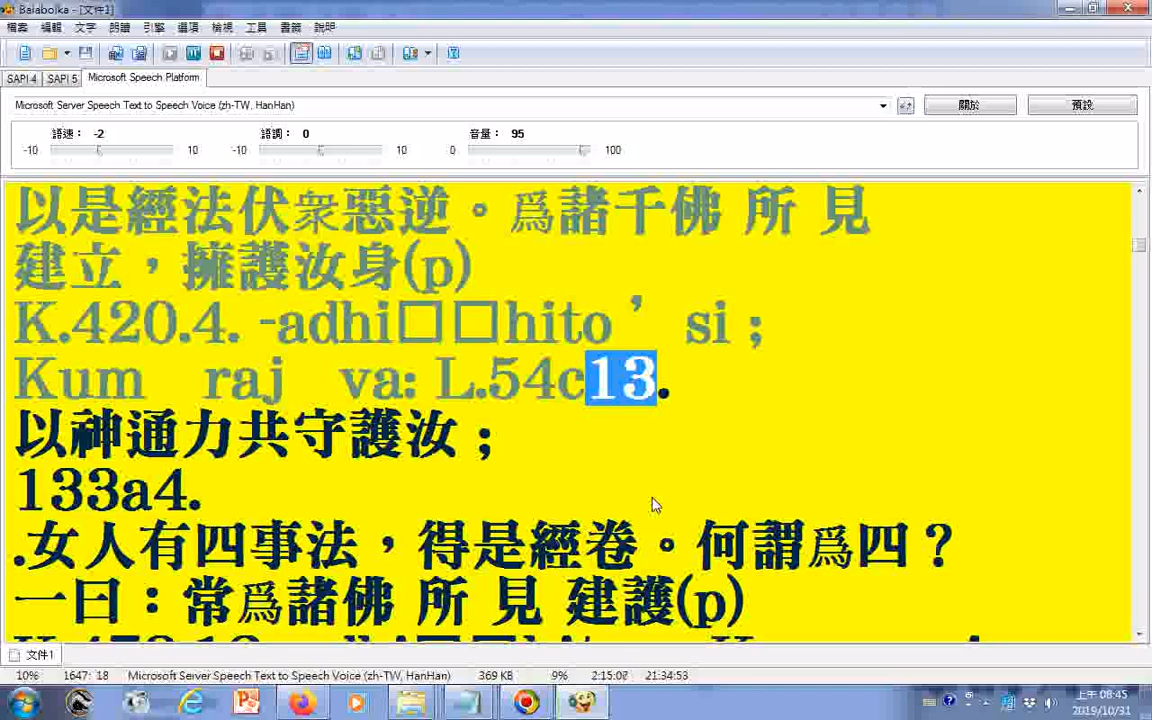 Balabolka - [文件1]
檔案 編輯 文字 朗讀 引擎 選項 檢視 工具 書籤 說明
SAPI 4 SAPI 5 Microsoft Speech Platform
Microsoft Server Speech Text to Speech Voice (zh-TW, HanHan) 關於 預設
語速： -2 語調： 0 音量： 95
-10 10 -10 10 0 100
以是經法伏衆惡逆。爲諸千佛 所 見
建立，擁護汝身(p)
K.420.4. -adhi□□hito ’ si ;
Kum raj va: L.54c13.
以神通力共守護汝；
133a4.
.女人有四事法，得是經卷。何謂爲四？
一曰：常爲諸佛 所 見 建護(p)
文件1
10% 1647: 18 Microsoft Server Speech Text to Speech Voice (zh-TW, HanHan) 369 KB 9% 2:15:07 21:34:53
上午 08:45
2019/10/31